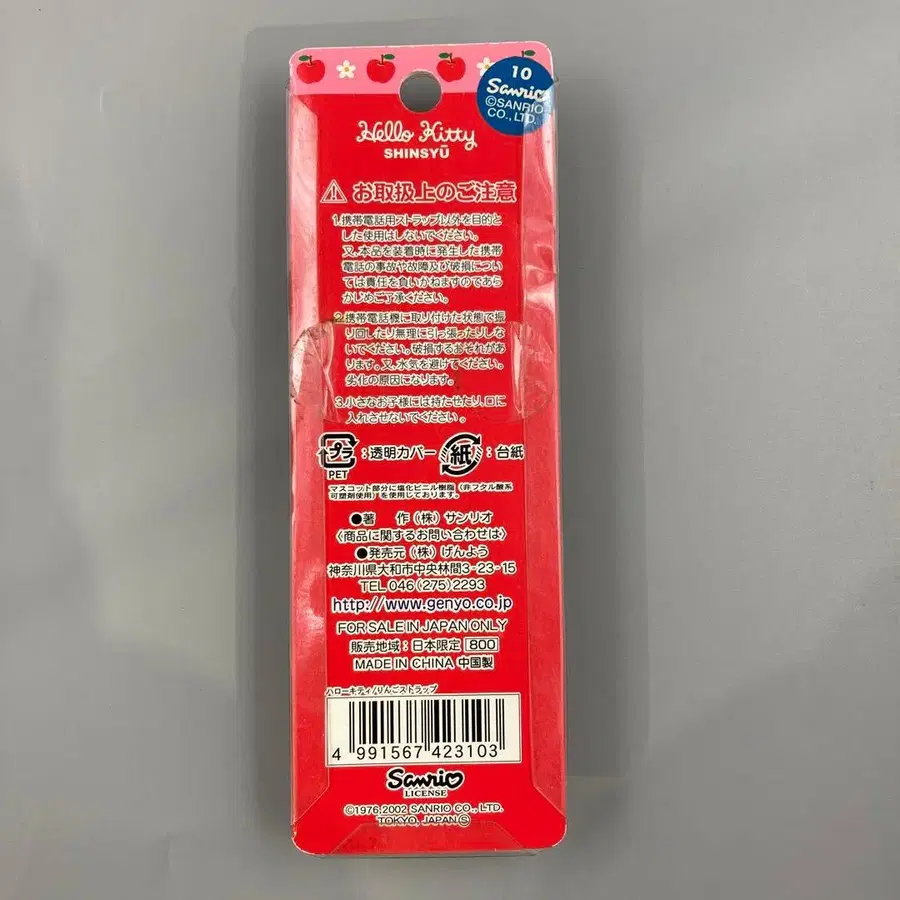 10
Sanrio
©SANRIO
CO., LTD.
Hello Kitty
SHINSYŪ
お取扱上のご注意
1.携帯電話用ストラップ以外を目的と
した使用はしないでください。
又、本品を装着時に発生した携帯
電話の事故や故障及び破損につい
ては責任を負いかねますのであら
かじめご了承ください。
2.携帯電話機に取り付けた状態で振
り回したり無理に引っ張ったりしな
いでください。破損するおそれがあ
ります。又、水気を避けてください。
劣化の原因になります。
3.小さなお子様には持たせたり、口に
入れさせないでください。
プラ :透明カバー 紙 :台紙
PET
マスコット部分に塩化ビニル樹脂（非フタル酸系
可塑剤使用）を使用しております。
●著 作（株）サンリオ
〈商品に関するお問い合わせは〉
●発売元（株）げんよう
神奈川県大和市中央林間3-23-15
TEL 046(275)2293
http://www.genyo.co.jp
FOR SALE IN JAPAN ONLY
販売地域：日本限定 800
MADE IN CHINA 中国製
ハローキティ/りんごストラップ
4 991567 423103
Sanrio
LICENSE
©1976,2002 SANRIO CO., LTD.
TOKYO, JAPAN Ⓢ